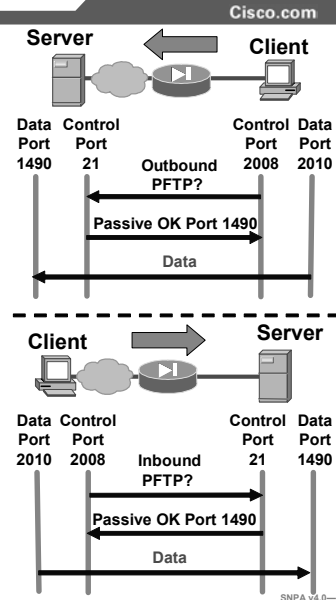 Cisco.com
Server
Client
Data Control
Port Port
1490 21
Control Data
Port Port
2008 2010
Outbound
PFTP?
Passive OK Port 1490
Data
Client
Server
Data Control
Port Port
2010 2008
Control Data
Port Port
21 1490
Inbound
PFTP?
Passive OK Port 1490
Data
SNPA v4.0—